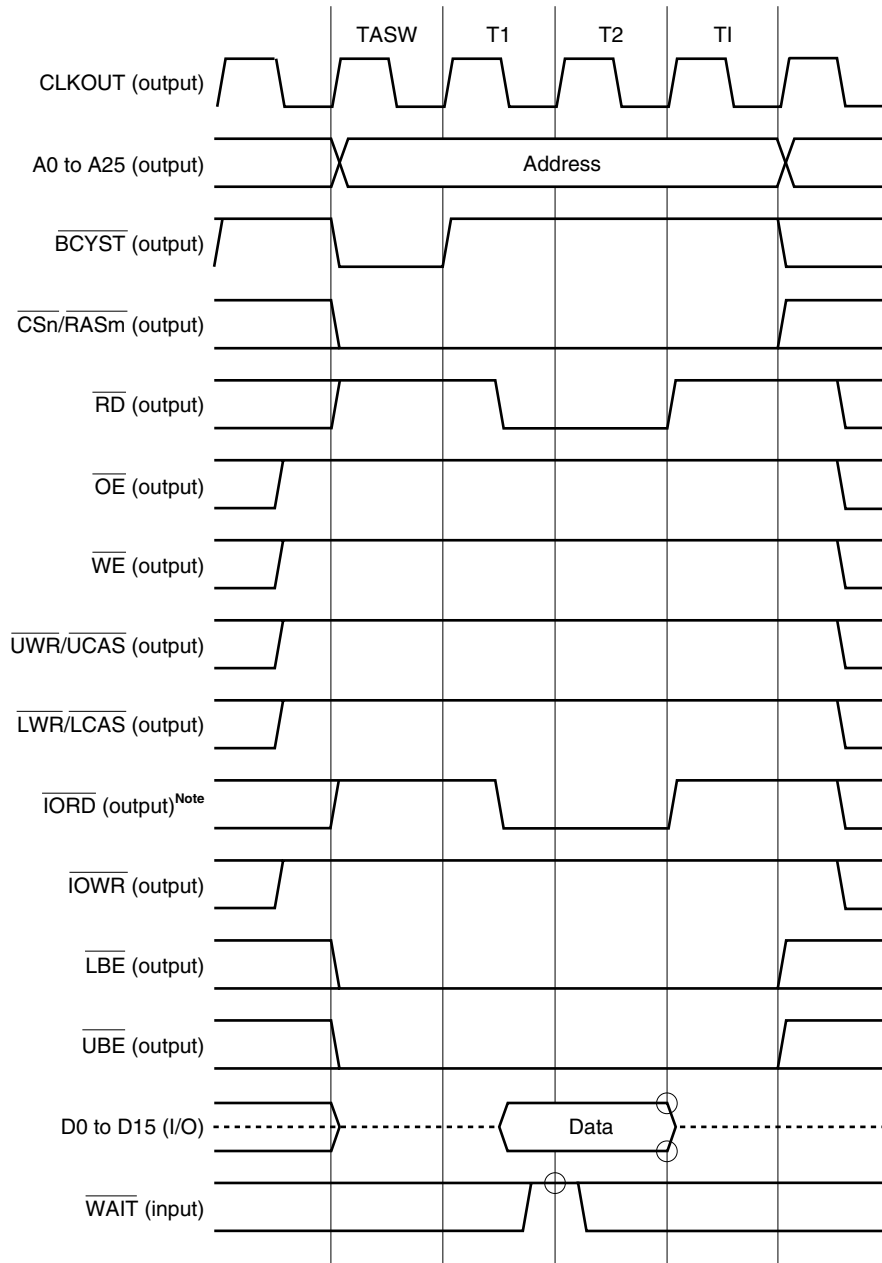 TASW T1 T2 TI
CLKOUT (output)
A0 to A25 (output)
Address
BCYST (output)
CSn/RASm (output)
RD (output)
OE (output)
WE (output)
UWR/UCAS (output)
LWR/LCAS (output)
IORD (output)Note
IOWR (output)
LBE (output)
UBE (output)
D0 to D15 (I/O)
Data
WAIT (input)